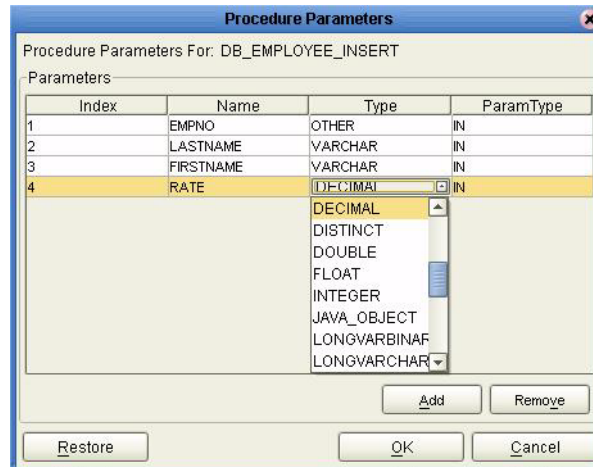 Procedure Parameters
Procedure Parameters For: DB_EMPLOYEE_INSERT
Parameters
Index Name Type ParamType
1 EMPNO OTHER IN
2 LASTNAME VARCHAR IN
3 FIRSTNAME VARCHAR IN
4 RATE DECIMAL IN
DECIMAL
DISTINCT
DOUBLE
FLOAT
INTEGER
JAVA_OBJECT
LONGVARBINAR
LONGVARCHAR
Add Remove
Restore OK Cancel